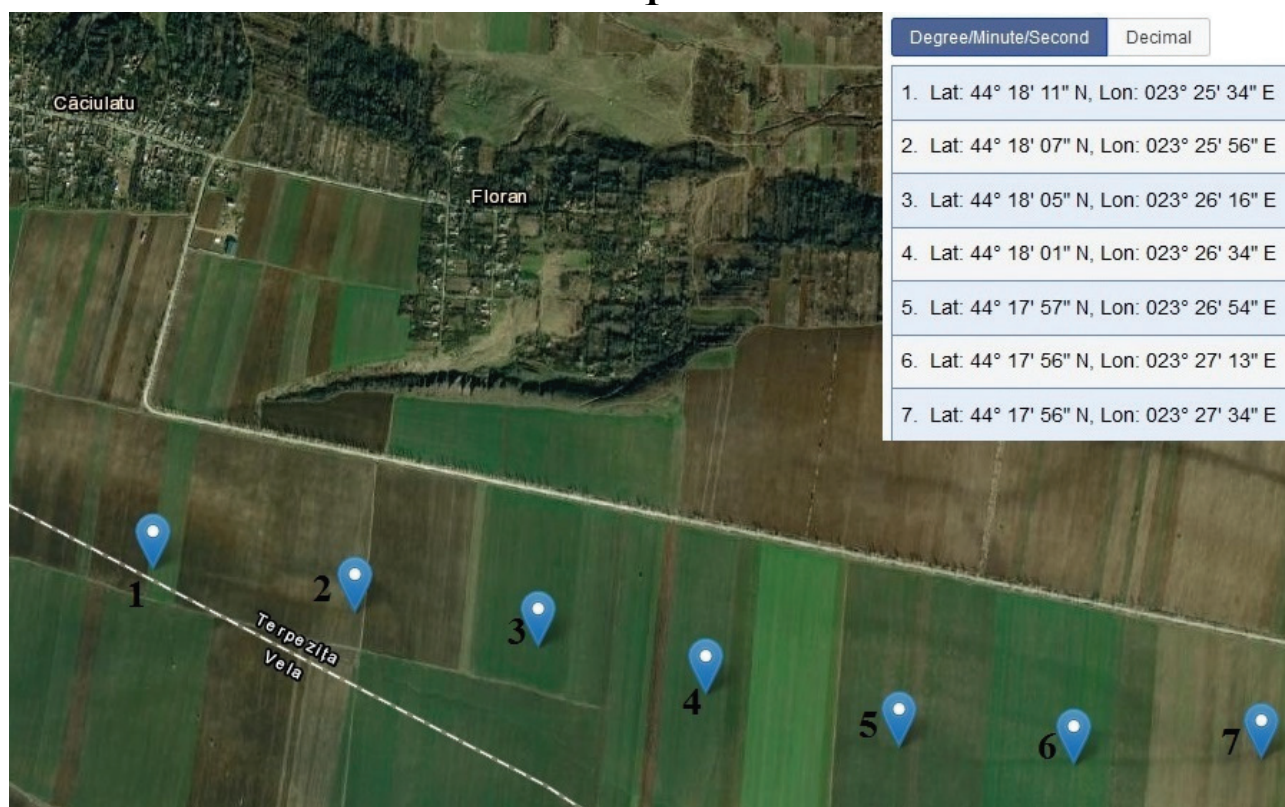 Căciulatu
Floran
Terpezița
Vela
1
2
3
4
5
6
7
Degree/Minute/Second Decimal
1. Lat: 44° 18' 11" N, Lon: 023° 25' 34" E
2. Lat: 44° 18' 07" N, Lon: 023° 25' 56" E
3. Lat: 44° 18' 05" N, Lon: 023° 26' 16" E
4. Lat: 44° 18' 01" N, Lon: 023° 26' 34" E
5. Lat: 44° 17' 57" N, Lon: 023° 26' 54" E
6. Lat: 44° 17' 56" N, Lon: 023° 27' 13" E
7. Lat: 44° 17' 56" N, Lon: 023° 27' 34" E